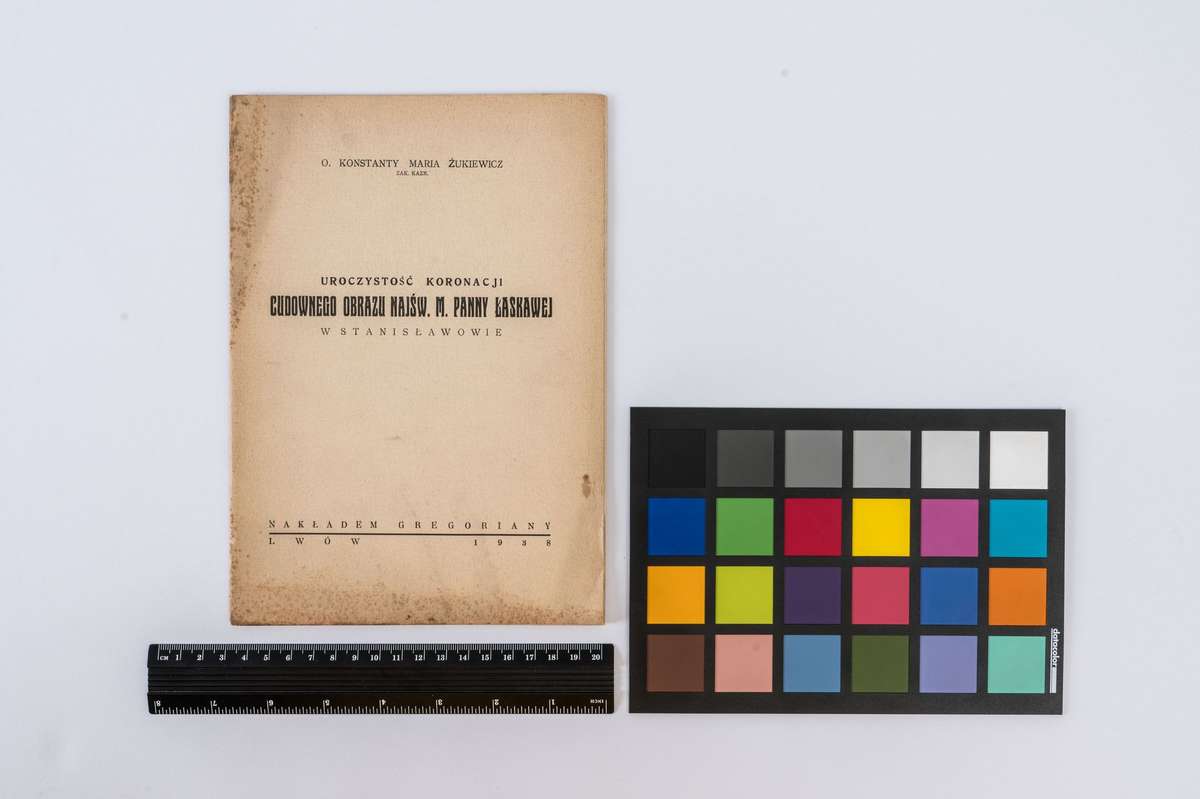 O. KONSTANTY MARIA ŻUKIEWICZ
ZAK. KAZN.
UROCZYSTOŚĆ KORONACJI
CUDOWNEGO OBRAZU NAJŚW. M. PANNY ŁASKAWEJ
W STANISŁAWOWIE
NAKŁADEM GREGORIANY
LWÓW 1938
CM 1 2 3 4 5 6 7 8 9 10 11 12 13 14 15 16 17 18 19 20
INCH 1 2 3 4 5 6 7 8
datacolor